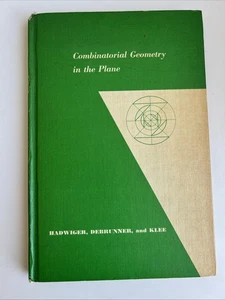 Combinatorial Geometry
in the Plane
HADWIGER, DEBRUNNER, and KLEE